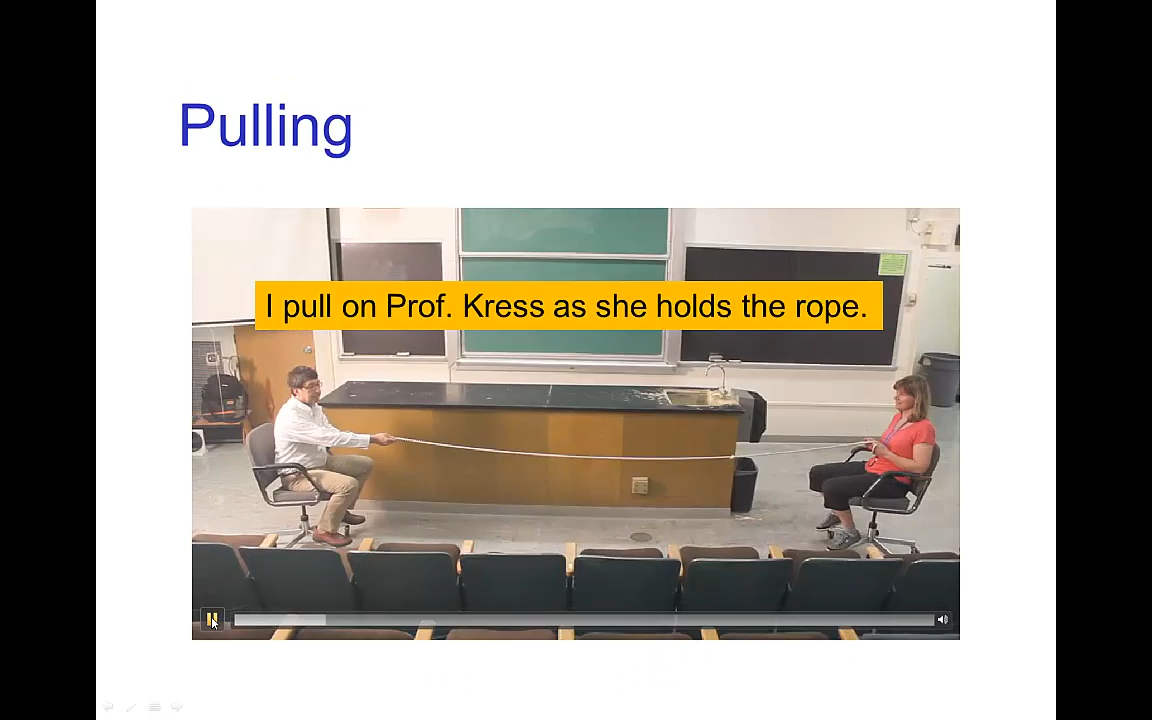 Pulling
I pull on Prof. Kress as she holds the rope.